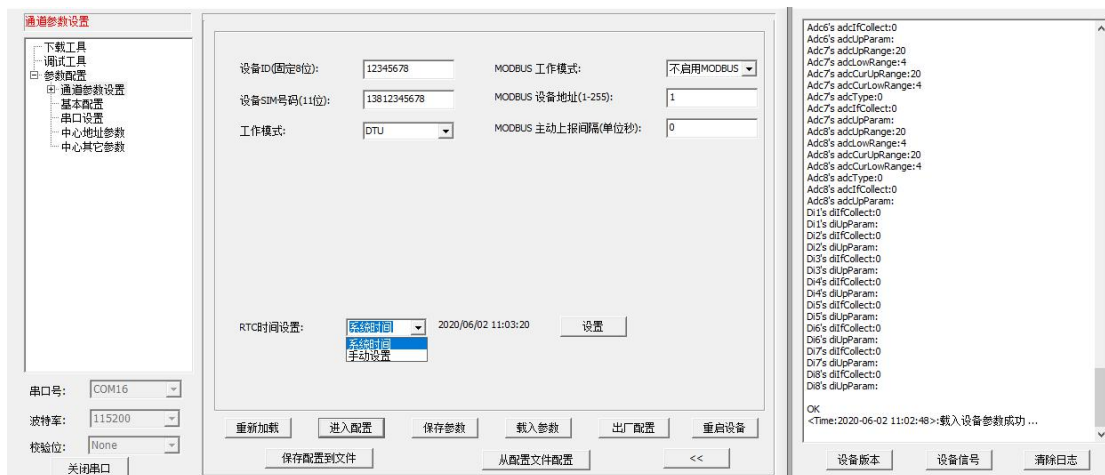 通道参数设置
下载工具
调试工具
参数配置
通道参数设置
基本配置
串口设置
中心地址参数
中心其它参数
串口号:
COM16
波特率:
115200
校验位:
None
关闭串口
设备ID(固定8位):
12345678
MODBUS 工作模式:
不启用MODBUS
设备SIM号码(11位):
13812345678
MODBUS 设备地址(1-255):
1
工作模式:
DTU
MODBUS 主动上报间隔(单位秒):
0
RTC时间设置:
系统时间
2020/06/02 11:03:20
设置
系统时间
手动设置
重新加载
进入配置
保存参数
载入参数
出厂配置
重启设备
保存配置到文件
从配置文件配置
<<
Adc6's adcIfCollect:0
Adc6's adcUpParam:
Adc7's adcUpRange:20
Adc7's adcLowRange:4
Adc7's adcCurUpRange:20
Adc7's adcCurLowRange:4
Adc7's adcType:0
Adc7's adcIfCollect:0
Adc7's adcUpParam:
Adc8's adcUpRange:20
Adc8's adcLowRange:4
Adc8's adcCurUpRange:20
Adc8's adcCurLowRange:4
Adc8's adcType:0
Adc8's adcIfCollect:0
Adc8's adcUpParam:
Di1's diIfCollect:0
Di1's diUpParam:
Di2's diIfCollect:0
Di2's diUpParam:
Di3's diIfCollect:0
Di3's diUpParam:
Di4's diIfCollect:0
Di4's diUpParam:
Di5's diIfCollect:0
Di5's diUpParam:
Di6's diIfCollect:0
Di6's diUpParam:
Di7's diIfCollect:0
Di7's diUpParam:
Di8's diIfCollect:0
Di8's diUpParam:
OK
<Time:2020-06-02 11:02:48>:载入设备参数成功 ...
设备版本
设备信号
清除日志